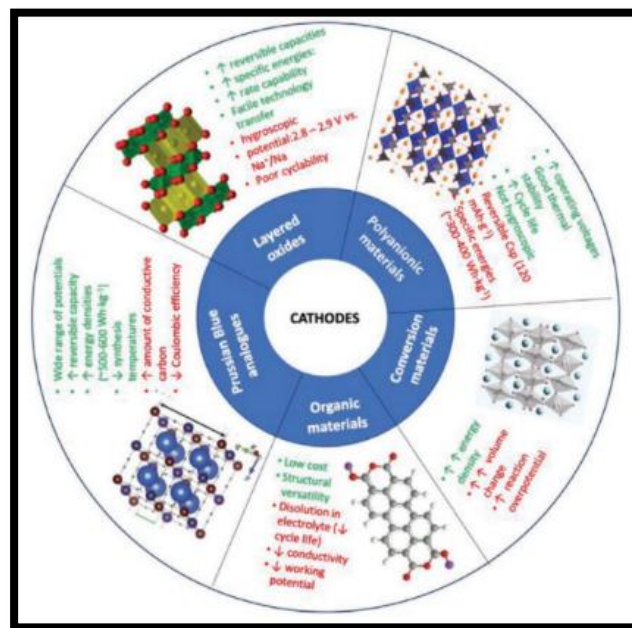 CATHODES
Layered
oxides
• ↑ reversible capacities
• ↑ specific energies:
• ↑ rate capability
• Facile technology
transfer
• hygroscopic
• potential:2.8 – 2.9 V vs.
Na⁺/Na
• Poor cyclability
Polyanionic
materials
• ↑ operating voltages
• Good thermal
stability
• ↑ Cycle life
• Not hygroscopic
• Reversible Cap (120
mAh·g⁻¹)
• Specific energies
(~300-400 Wh·kg⁻¹)
Conversion
materials
• ↑ ↑ energy
density
• ↑ ↑ volume
change
• ↑ reaction
overpotential
Organic
materials
• Low cost
• Structural
versatility
• Disolution in
electrolyte (↓
cycle life)
• ↓ conductivity
• ↓ working
potential
Prussian Blue
analogues
• Wide range of potentials
• ↑ reversible capacity
• ↑ energy densities
(~500-600 Wh·kg⁻¹)
• ↓ synthesis
temperatures
• ↑ amount of conductive
carbon
• ↓ Coulombic efficiency